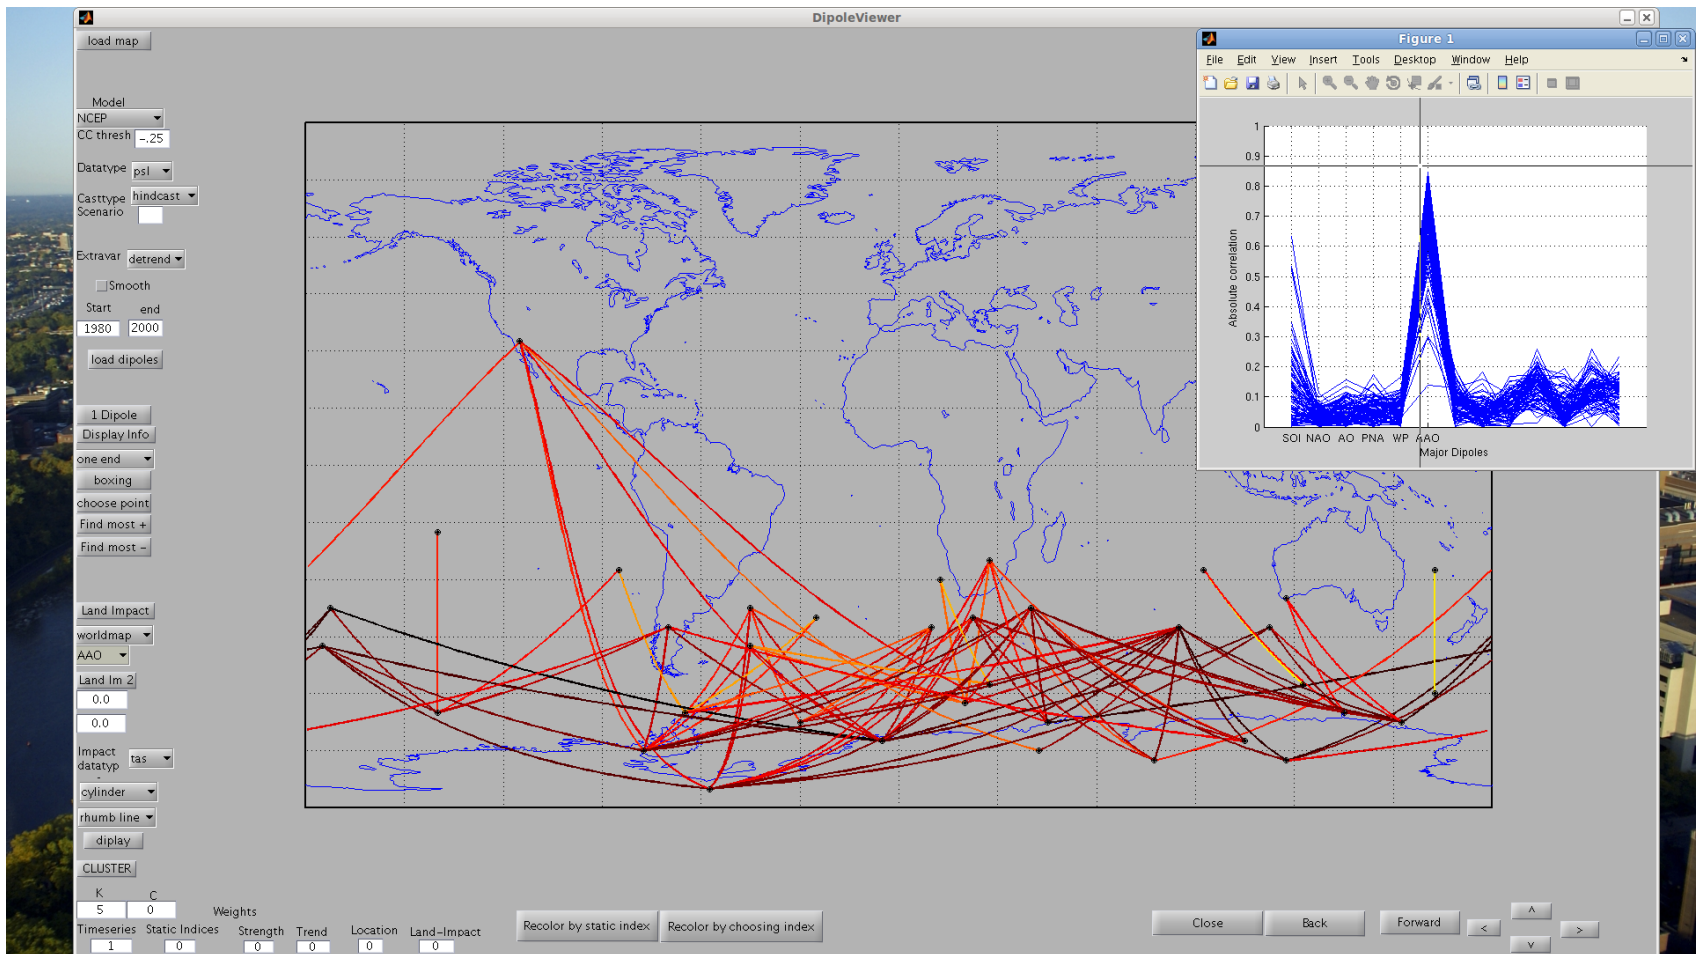 DipoleViewer
load map
Model
NCEP
CC thresh -.25
Datatype psl
Casttype hindcast
Scenario
Extravar detrend
Smooth
Start end
1980 2000
load dipoles
1 Dipole
Display Info
one end
boxing
choose point
Find most +
Find most -
Land Impact
worldmap
AAO
Land Im 2
0.0
0.0
Impact
datatyp tas
cylinder
rhumb line
diplay
CLUSTER
K C
5 0
Weights
Timeseries Static Indices Strength Trend Location Land-Impact
1 0 0 0 0 0
Recolor by static index Recolor by choosing index
Close Back Forward < ^ v >
Figure 1
File Edit View Insert Tools Desktop Window Help
1
0.9
0.8
0.7
0.6
0.5
0.4
0.3
0.2
0.1
0
Absolute correlation
SOI NAO AO PNA WP AAO
Major Dipoles